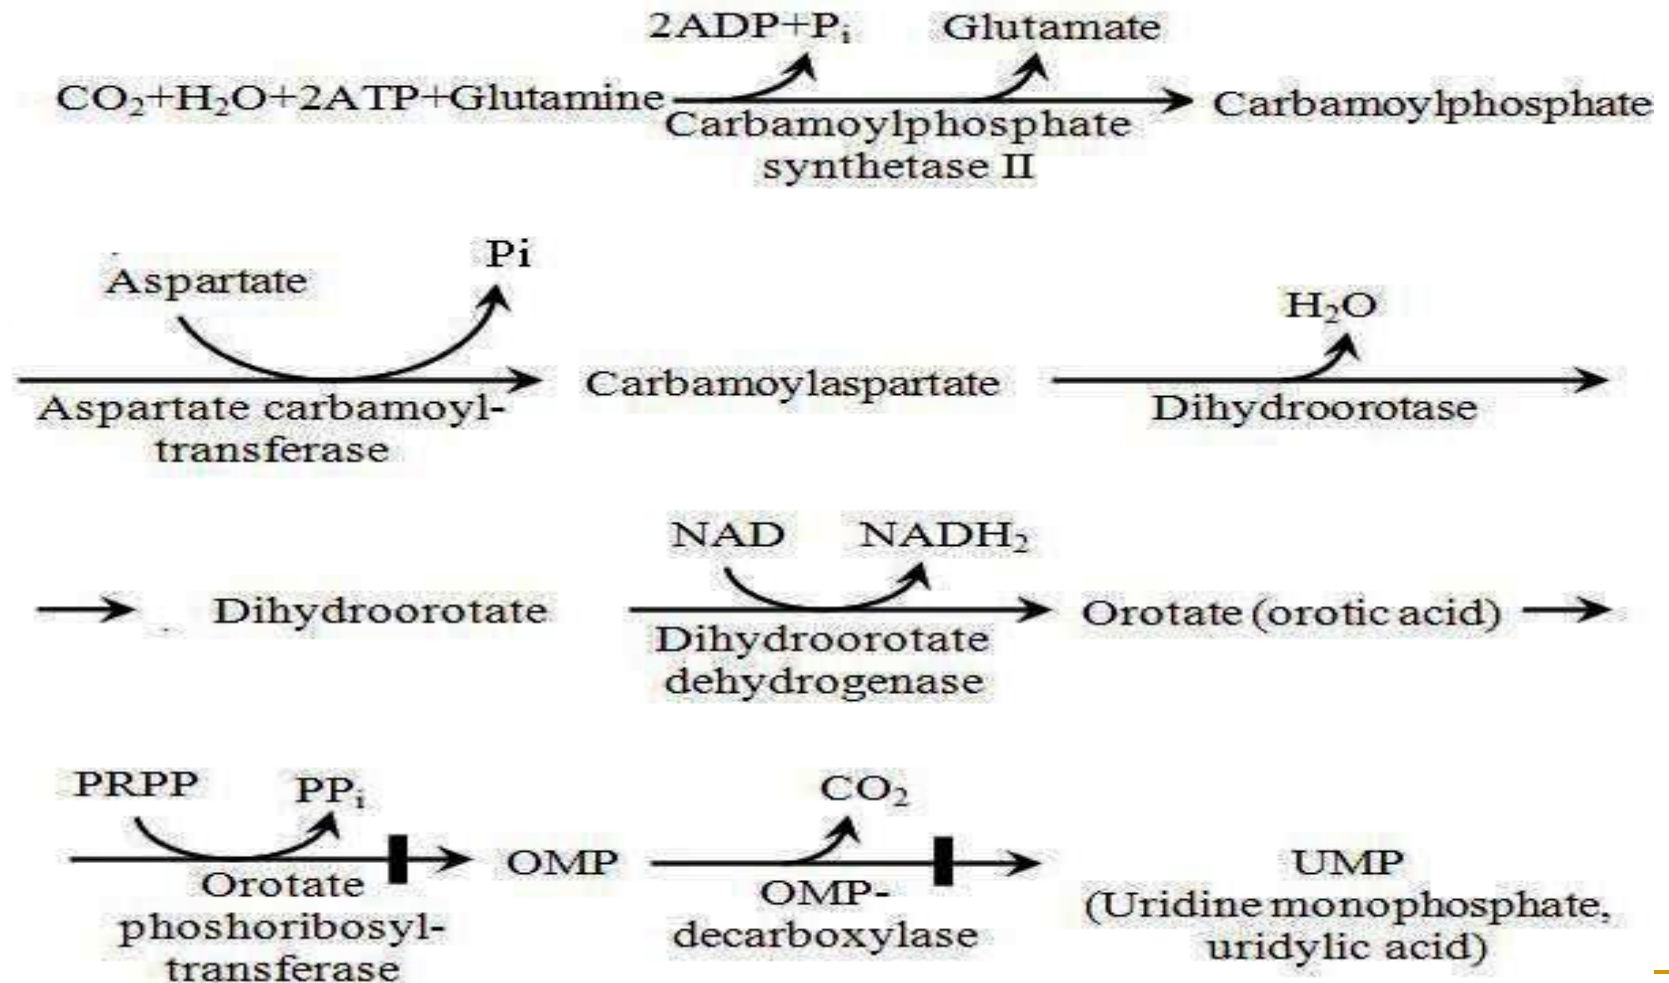 2ADP+Pi Glutamate
CO₂+H₂O+2ATP+Glutamine Carbamoylphosphate
Carbamoylphosphate
synthetase II
Pi
Aspartate H₂O
Carbamoylaspartate
Aspartate carbamoyl- Dihydroorotase
transferase
NAD NADH₂
Dihydroorotate Orotate (orotic acid)
Dihydroorotate
dehydrogenase
PRPP PPi CO₂
OMP UMP
Orotate OMP- (Uridine monophosphate,
phoshoribosyl- decarboxylase uridylic acid)
transferase